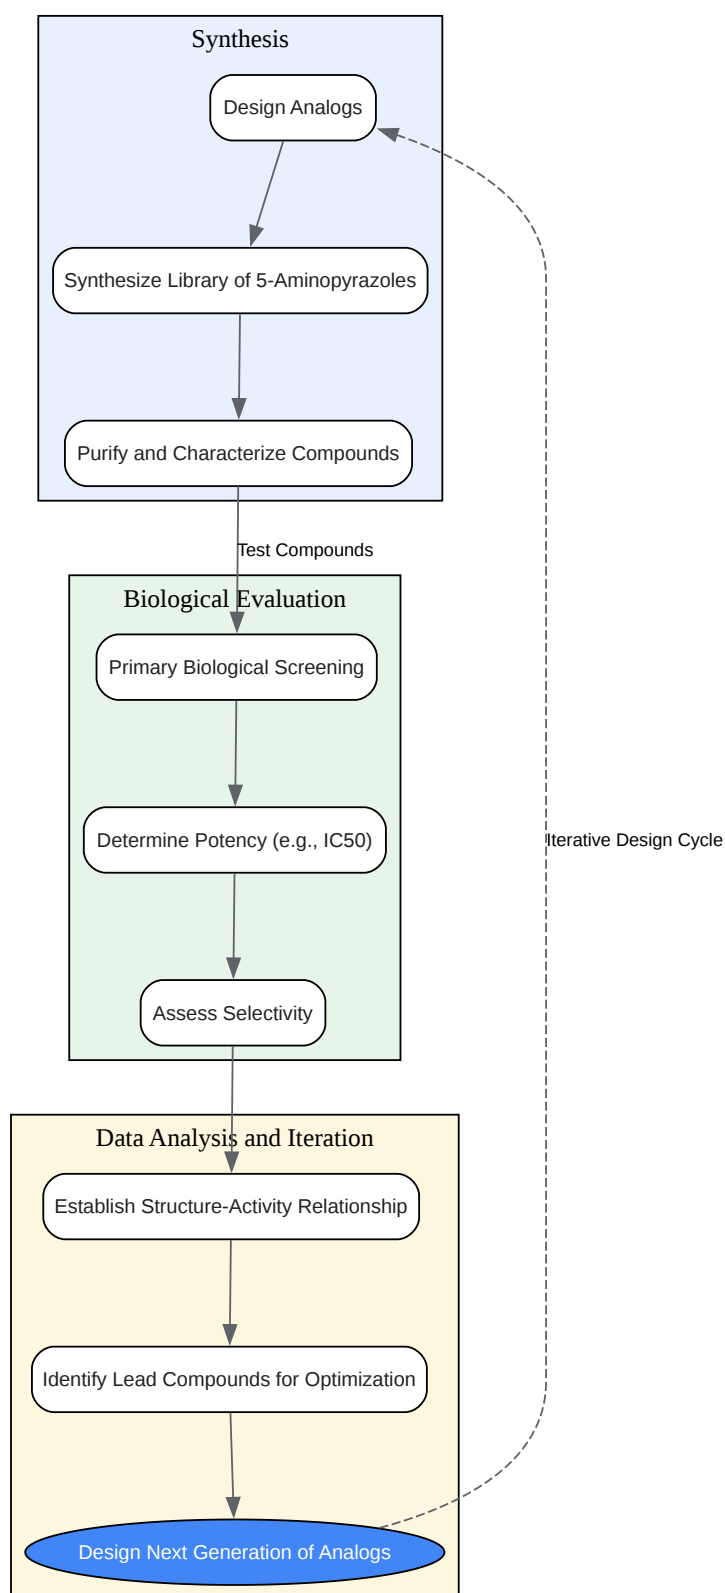 Synthesis
Design Analogs
Synthesize Library of 5-Aminopyrazoles
Purify and Characterize Compounds
Test Compounds
Biological Evaluation
Primary Biological Screening
Determine Potency (e.g., IC50)
Iterative Design Cycle
Assess Selectivity
Data Analysis and Iteration
Establish Structure-Activity Relationship
Identify Lead Compounds for Optimization
Design Next Generation of Analogs